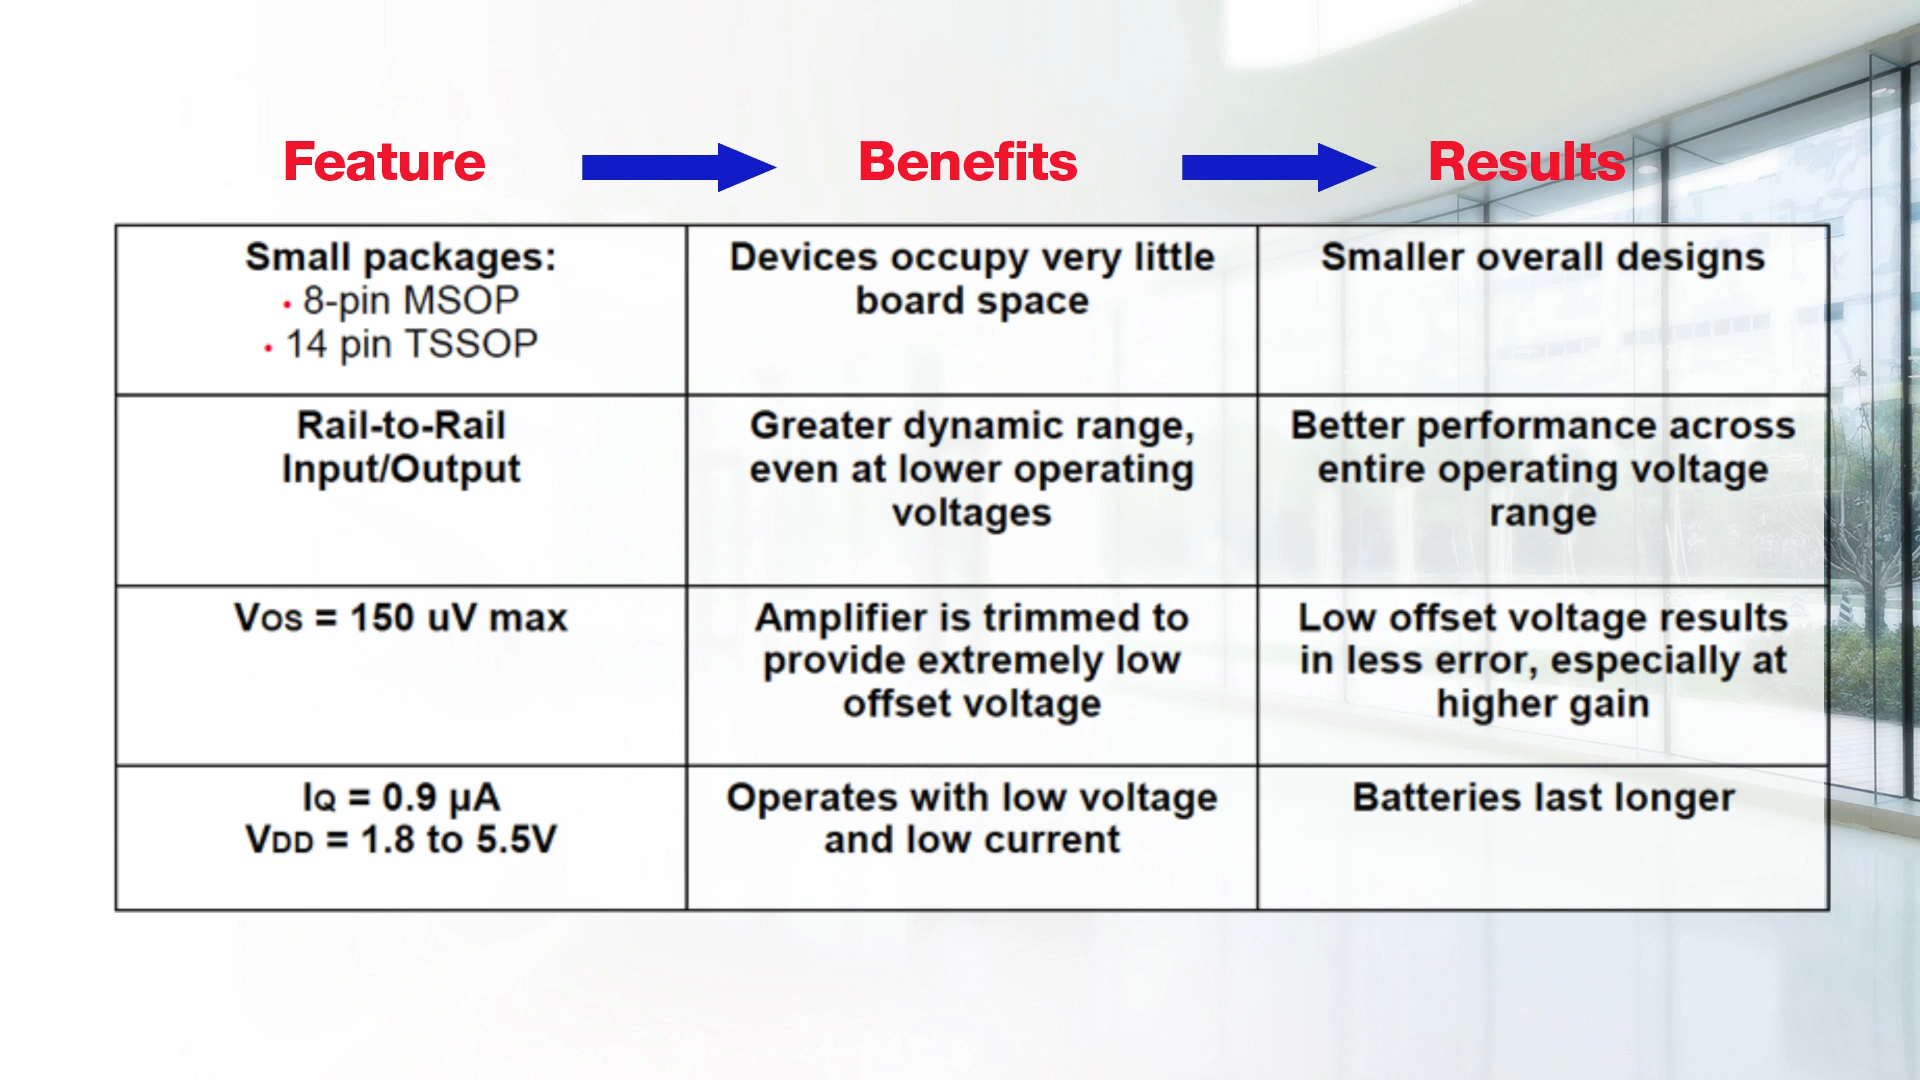 Feature
Benefits
Results
Small packages:
• 8-pin MSOP
• 14 pin TSSOP
Devices occupy very little
board space
Smaller overall designs
Rail-to-Rail
Input/Output
Greater dynamic range,
even at lower operating
voltages
Better performance across
entire operating voltage
range
VOS = 150 uV max
Amplifier is trimmed to
provide extremely low
offset voltage
Low offset voltage results
in less error, especially at
higher gain
IQ = 0.9 µA
VDD = 1.8 to 5.5V
Operates with low voltage
and low current
Batteries last longer